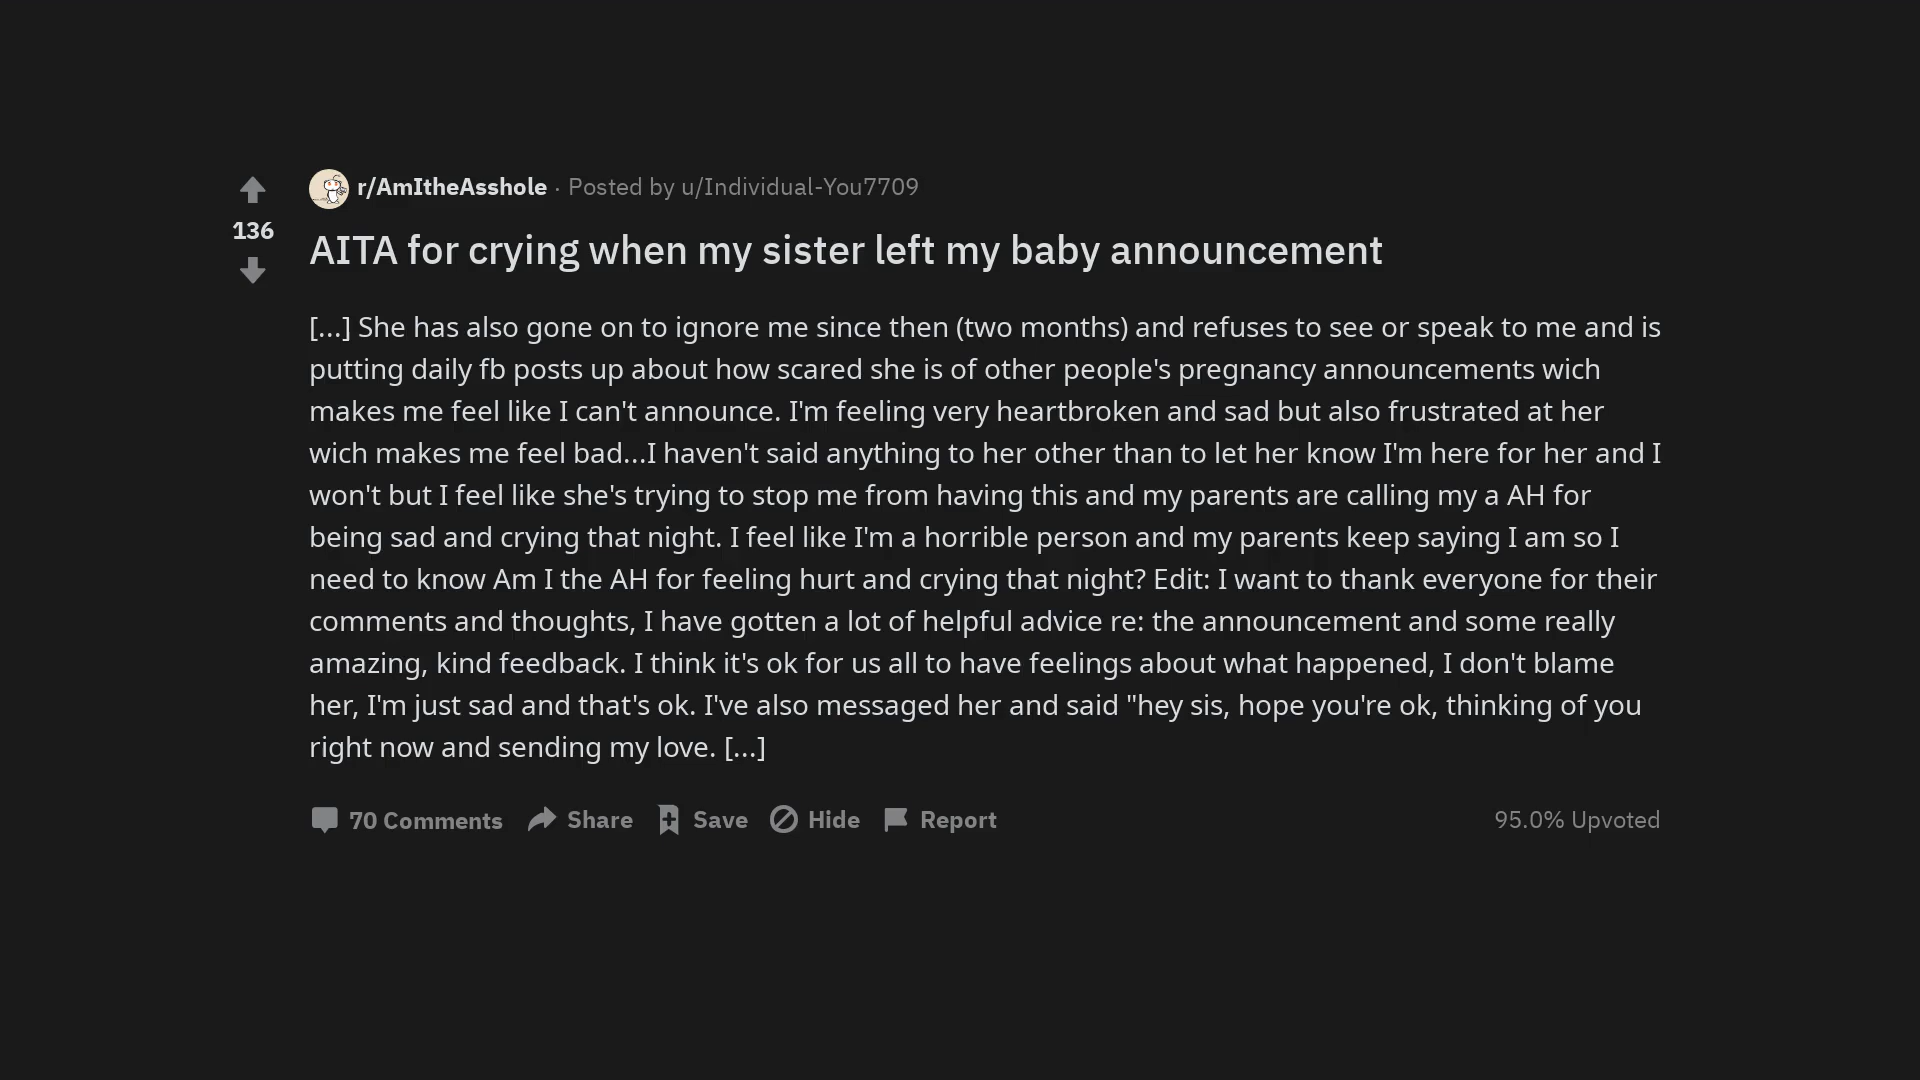 r/AmItheAsshole · Posted by u/Individual-You7709
136
AITA for crying when my sister left my baby announcement
[...] She has also gone on to ignore me since then (two months) and refuses to see or speak to me and is
putting daily fb posts up about how scared she is of other people's pregnancy announcements wich
makes me feel like I can't announce. I'm feeling very heartbroken and sad but also frustrated at her
wich makes me feel bad...I haven't said anything to her other than to let her know I'm here for her and I
won't but I feel like she's trying to stop me from having this and my parents are calling my a AH for
being sad and crying that night. I feel like I'm a horrible person and my parents keep saying I am so I
need to know Am I the AH for feeling hurt and crying that night? Edit: I want to thank everyone for their
comments and thoughts, I have gotten a lot of helpful advice re: the announcement and some really
amazing, kind feedback. I think it's ok for us all to have feelings about what happened, I don't blame
her, I'm just sad and that's ok. I've also messaged her and said "hey sis, hope you're ok, thinking of you
right now and sending my love. [...]
70 Comments Share Save Hide Report 95.0% Upvoted